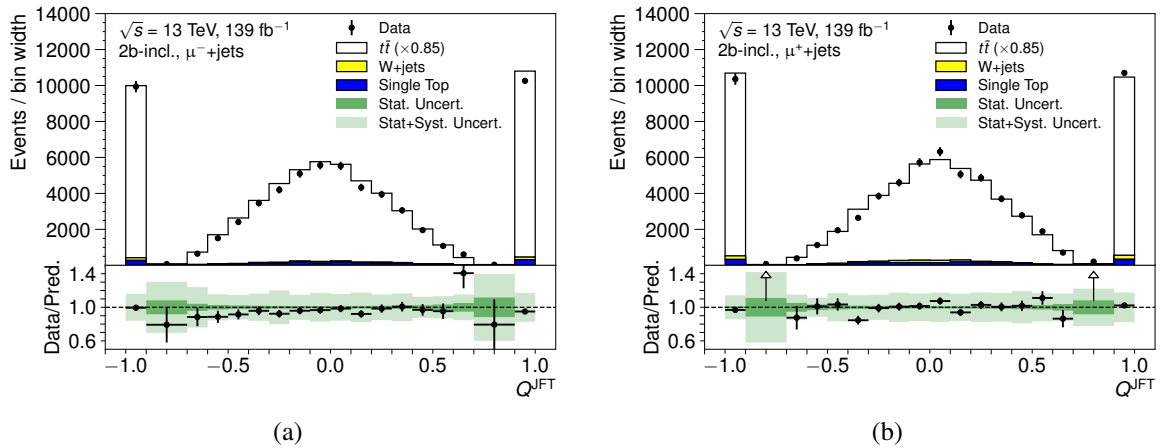 √s = 13 TeV, 139 fb⁻¹
2b-incl., μ⁻+jets
Data
tt̄ (×0.85)
W+jets
Single Top
Stat. Uncert.
Stat+Syst. Uncert.
Events / bin width
14000
12000
10000
8000
6000
4000
2000
Data/Pred.
1.4
1.0
0.6
−1.0 −0.5 0.0 0.5 1.0
Q^JFT
(a)
√s = 13 TeV, 139 fb⁻¹
2b-incl., μ⁺+jets
Data
tt̄ (×0.85)
W+jets
Single Top
Stat. Uncert.
Stat+Syst. Uncert.
Events / bin width
14000
12000
10000
8000
6000
4000
2000
Data/Pred.
1.4
1.0
0.6
−1.0 −0.5 0.0 0.5 1.0
Q^JFT
(b)